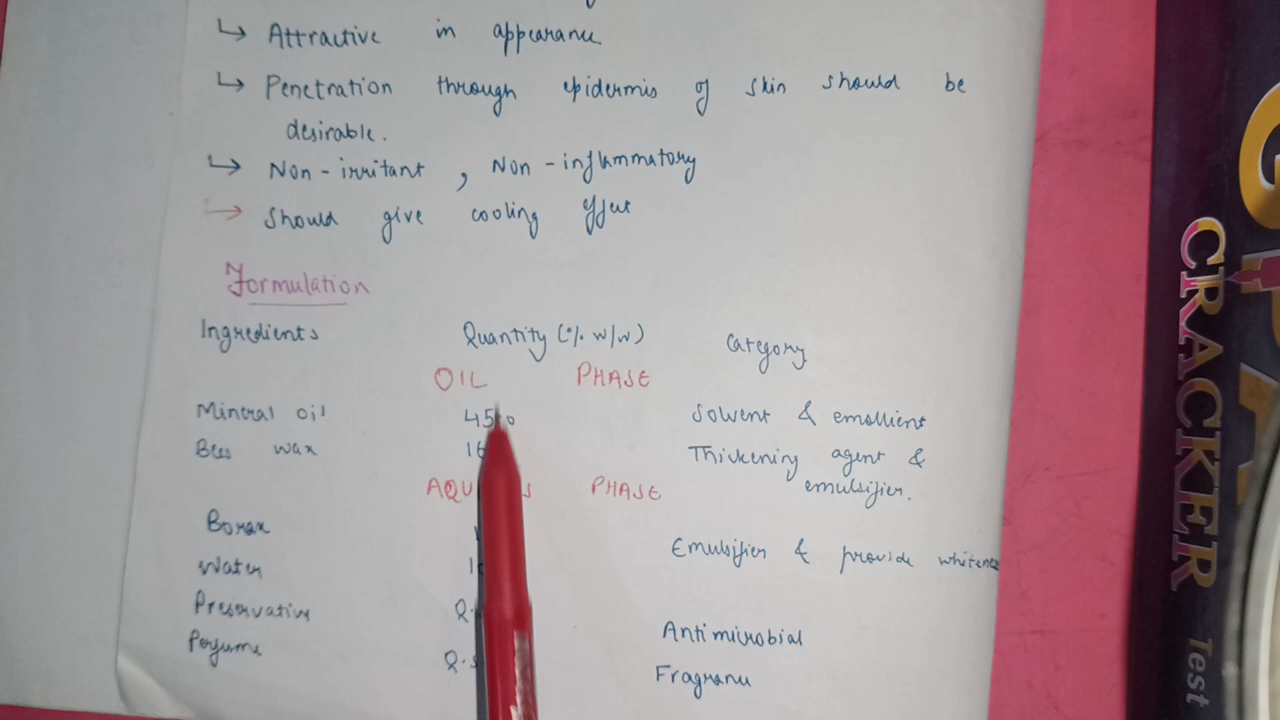 ↳ Attractive in appearance
↳ Penetration through epidermis of skin should be
desirable.
↳ Non-irritant, Non-inflammatory
→ Should give cooling effect
Formulation
Ingredients Quantity (% w/w) Category
OIL PHASE
Mineral oil Solvent & emollient
Bees wax Thickening agent &
emulsifier.
PHASE
Borax
Emulsifier & provide
Water
Preservative Antimicrobial
Perfume Fragrance
CRACKER
Test